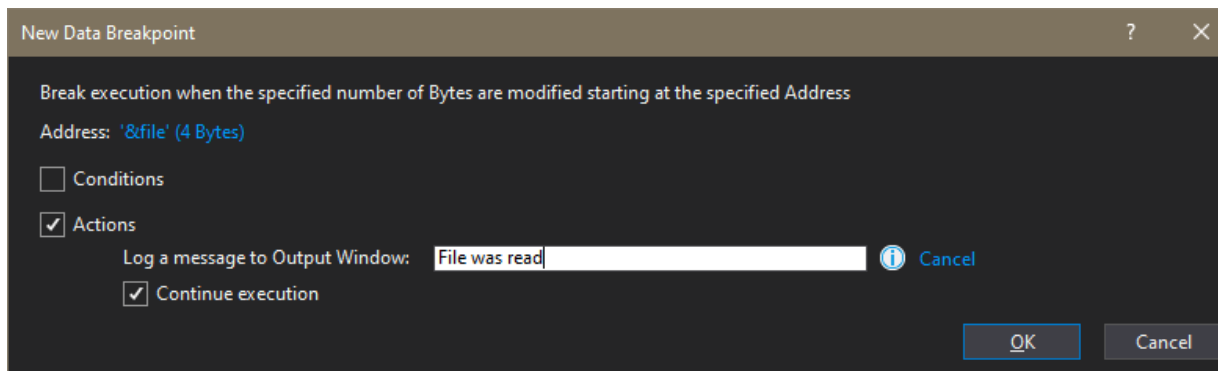 New Data Breakpoint ?
Break execution when the specified number of Bytes are modified starting at the specified Address
Address: '&file' (4 Bytes)
Conditions
Actions
Log a message to Output Window: File was read Cancel
Continue execution
OK Cancel